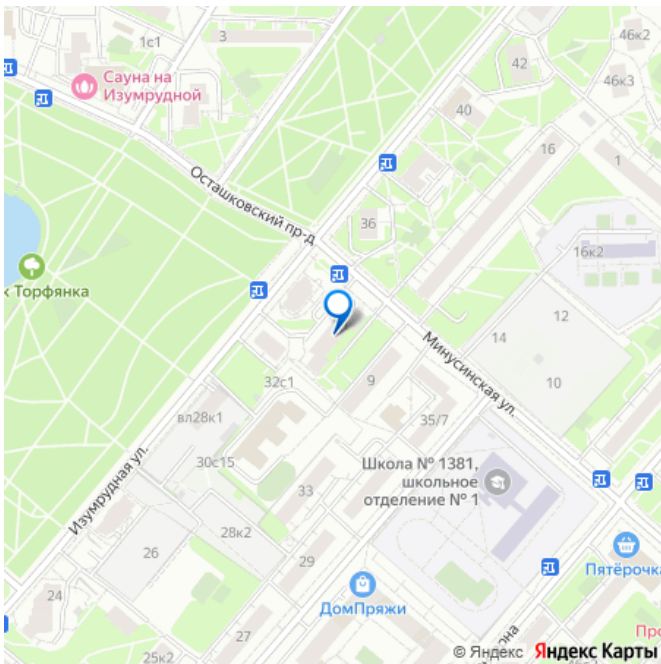 1с1
3
42
46к2
46к3
Сауна на
Изумрудной
40
16
1
Осташковский пр-д
36
16к2
к Торфянка
12
14
Минусинская ул.
10
32с1
9
вл28к1
35/7
30с15
Изумрудная ул.
Школа № 1381,
школьное
отделение № 1
33
28к2
26
29
Пятёрочка
24
ДомПряжи
27
25к2
она
Про
© Яндекс Яндекс Карты